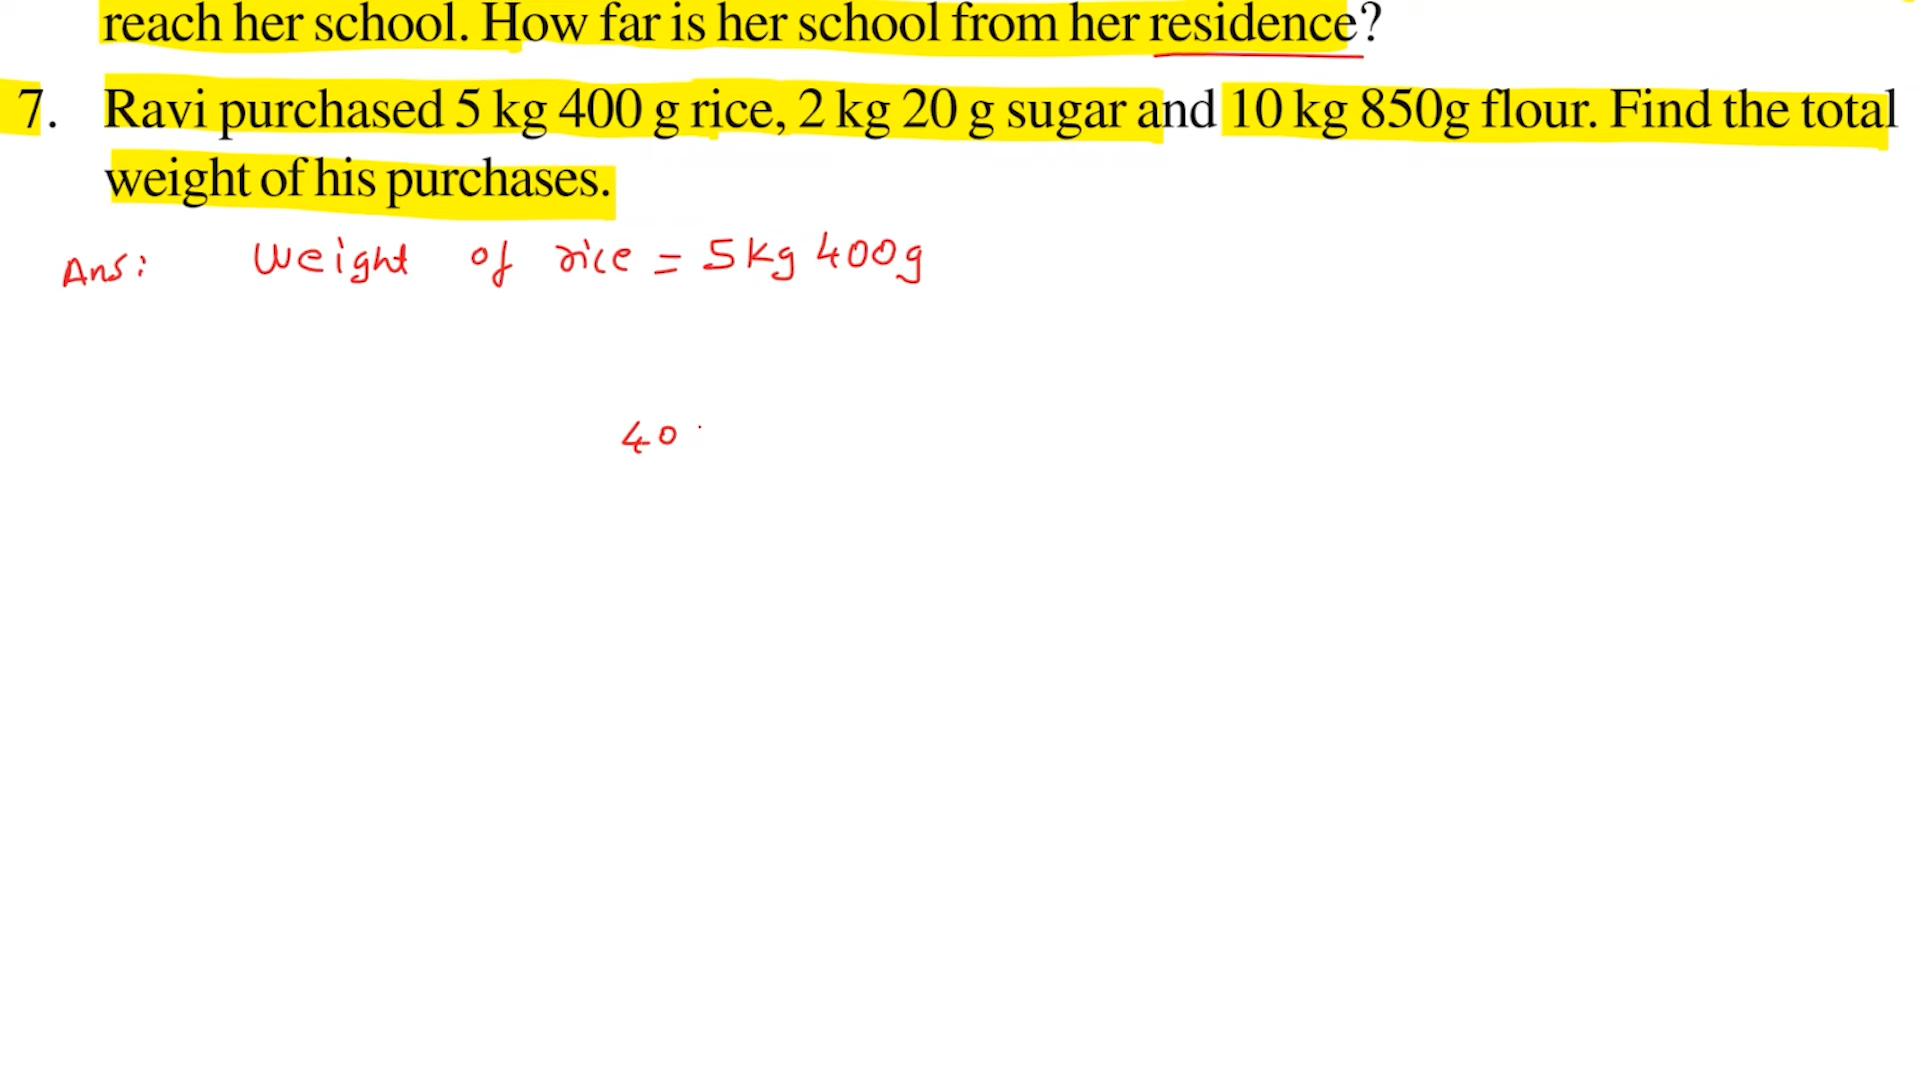 reach her school. How far is her school from her residence?
7. Ravi purchased 5 kg 400 g rice, 2 kg 20 g sugar and 10 kg 850g flour. Find the total
weight of his purchases.
Ans: Weight of rice = 5kg 400g
40